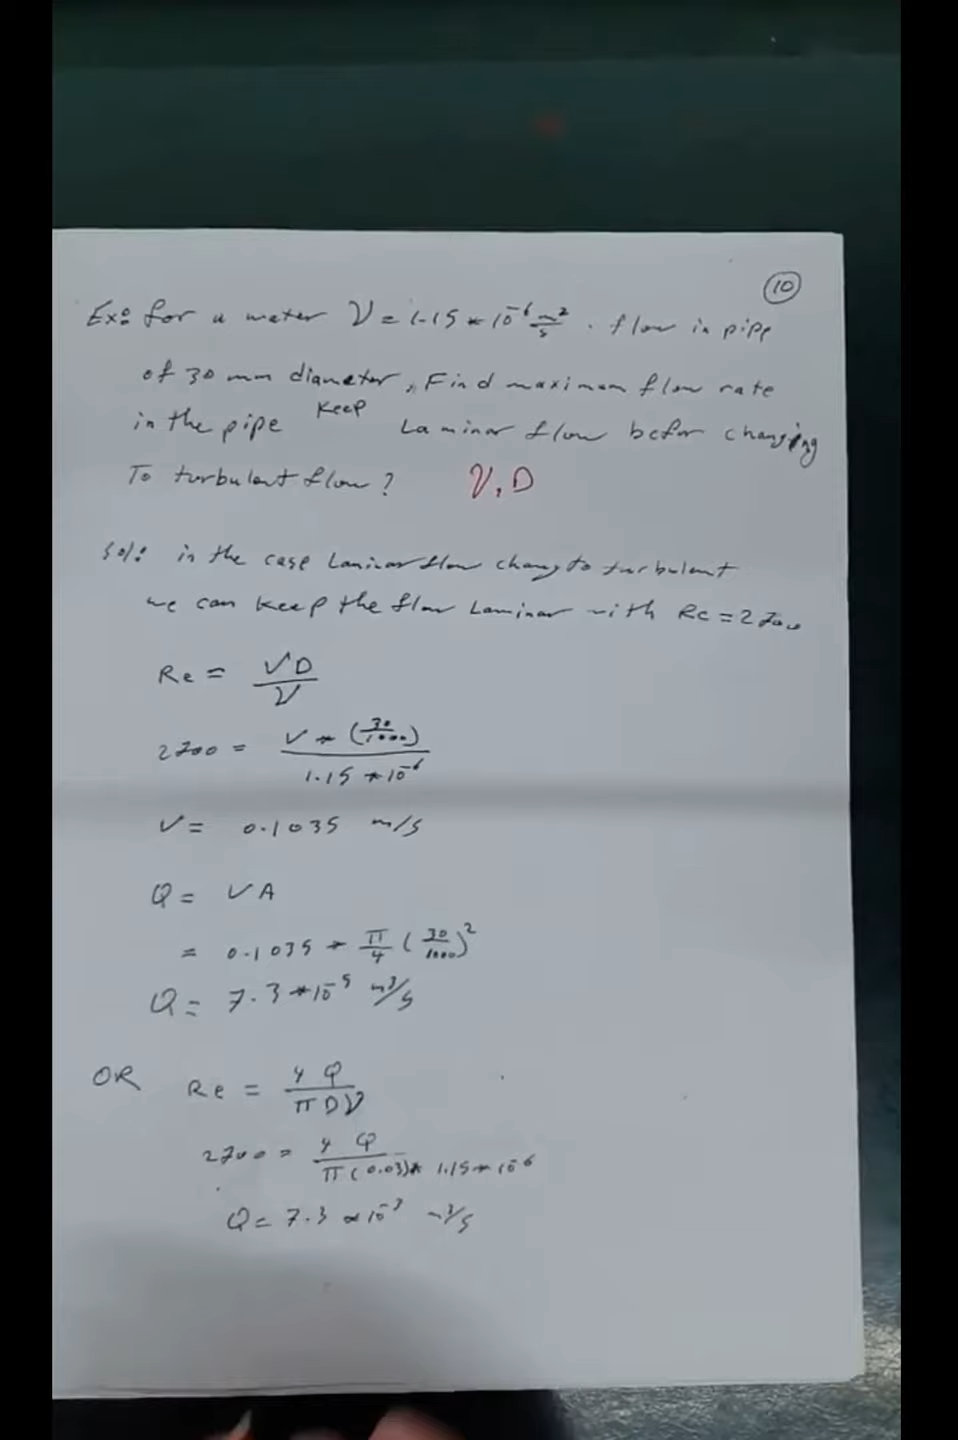 10
Ex: for a water ν = 1.15 * 10^-6 m²/s . flow in pipe
of 30 mm diameter, Find maximum flow rate
in the pipe keep Laminar flow befor changing
To turbulent flow? ν, D
sol: in the case Laminar flow chang to turbulent
we can keep the flow Laminar with Re = 2700
Re = VD / ν
2700 = V * (30/1000) / 1.15 * 10^-6
V = 0.1035 m/s
Q = VA
= 0.1035 * π/4 (30/1000)²
Q = 7.3 * 10^-5 m³/s
OR Re = 4Q / πDν
2700 = 4Q / π(0.03) * 1.15 * 10^-6
Q = 7.3 * m³/s